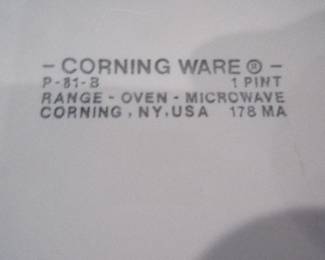 - CORNING WARE ® -
P-81-B 1 PINT
RANGE - OVEN - MICROWAVE
CORNING, NY, USA 178 MA